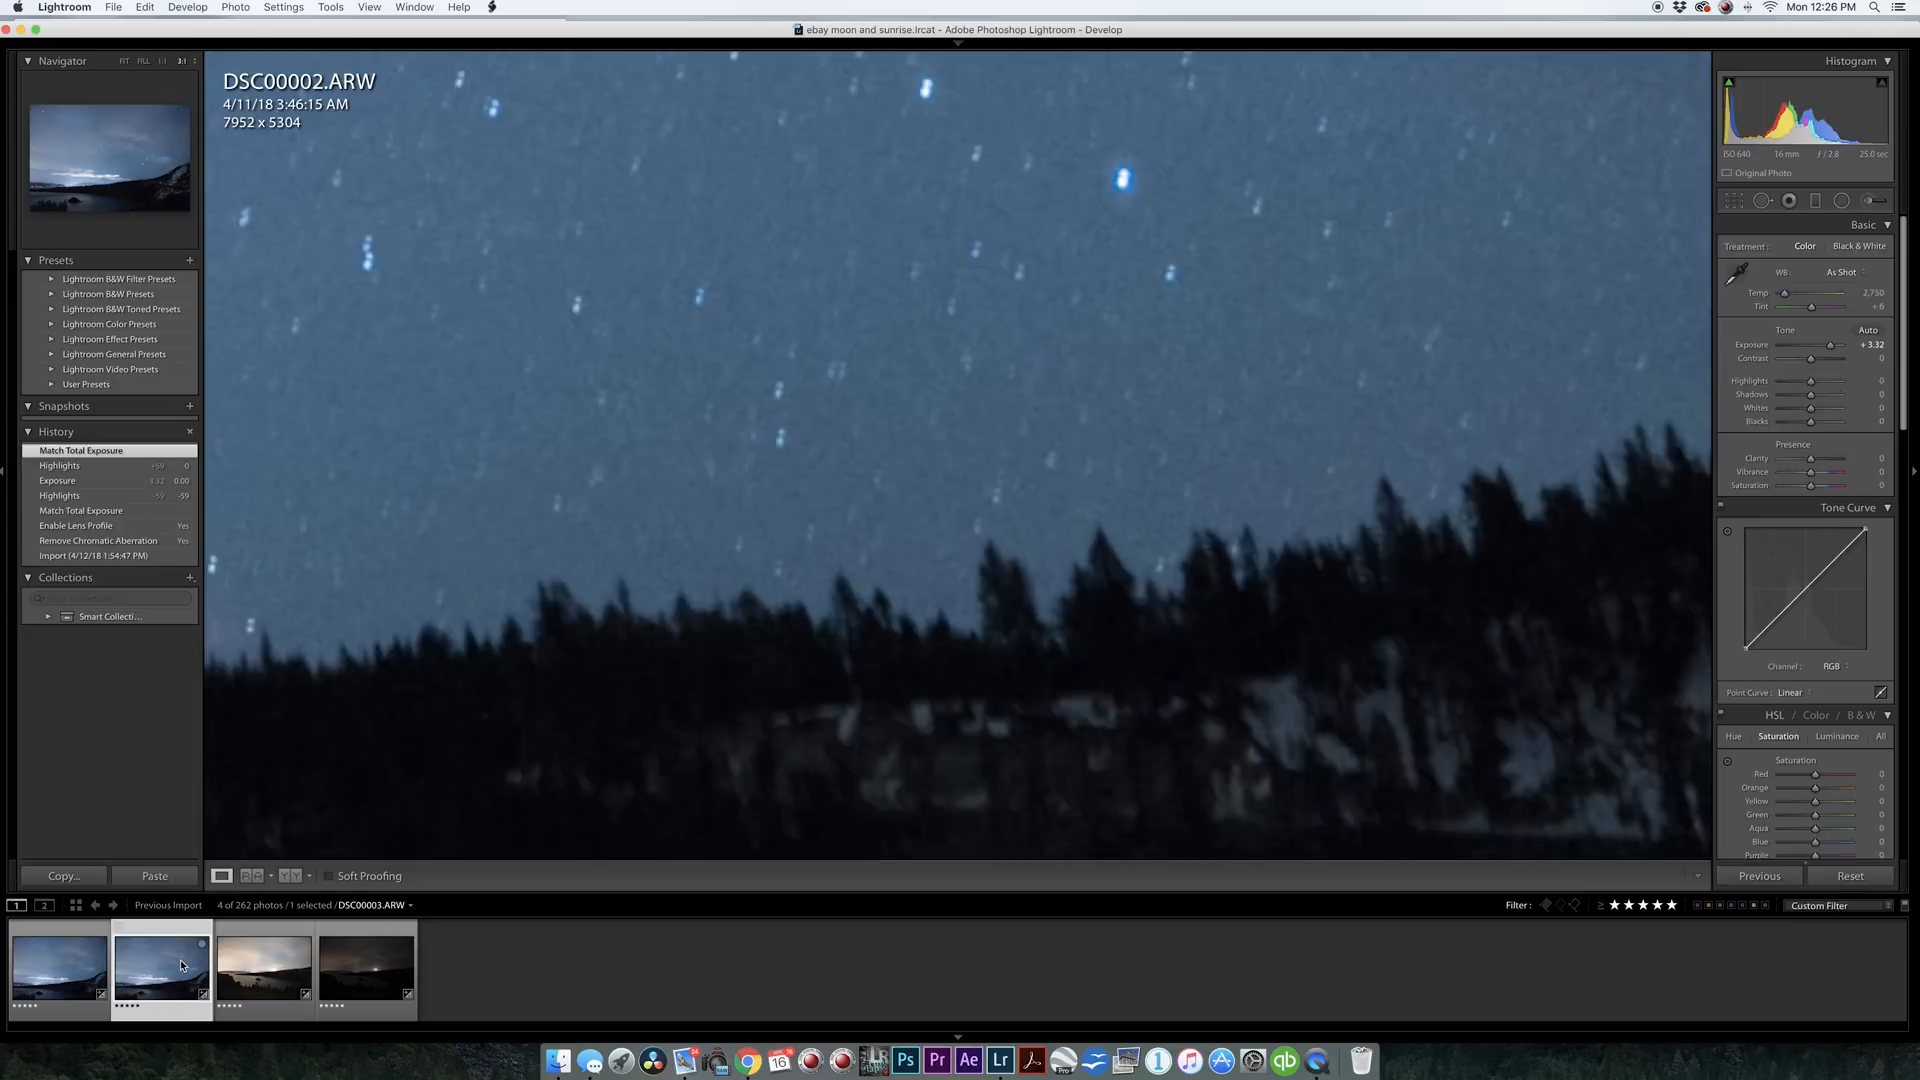 Lightroom File Edit Develop Photo Settings Tools View Window Help Mon 12:26 PM
ebay moon and sunrise.lrcat - Adobe Photoshop Lightroom - Develop
Navigator FIT FILL 1:1 3:1
DSC00002.ARW
4/11/18 3:46:15 AM
7952 x 5304
Presets
Lightroom B&W Filter Presets
Lightroom B&W Presets
Lightroom B&W Toned Presets
Lightroom Color Presets
Lightroom Effect Presets
Lightroom General Presets
Lightroom Video Presets
User Presets
Snapshots
History
Match Total Exposure
Highlights +59 0
Exposure 3.32 0.00
Highlights -59 -59
Match Total Exposure
Enable Lens Profile Yes
Remove Chromatic Aberration Yes
Import (4/12/18 1:54:47 PM)
Collections
Smart Collecti...
Copy... Paste
Soft Proofing
Histogram
ISO 640 16 mm ƒ / 2.8 25.0 sec
Original Photo
Basic
Treatment : Color Black & White
WB : As Shot
Temp 2,750
Tint + 6
Tone Auto
Exposure + 3.32
Contrast 0
Highlights 0
Shadows 0
Whites 0
Blacks 0
Presence
Clarity 0
Vibrance 0
Saturation 0
Tone Curve
Channel : RGB
Point Curve : Linear
HSL / Color / B & W
Hue Saturation Luminance All
Saturation
Red 0
Orange 0
Yellow 0
Green 0
Aqua 0
Blue 0
Purple 0
Previous Reset
1 2 Previous Import 4 of 262 photos / 1 selected / DSC00003.ARW
Filter : ≥ ★★★★★ Custom Filter
Ps Pr Ae Lr